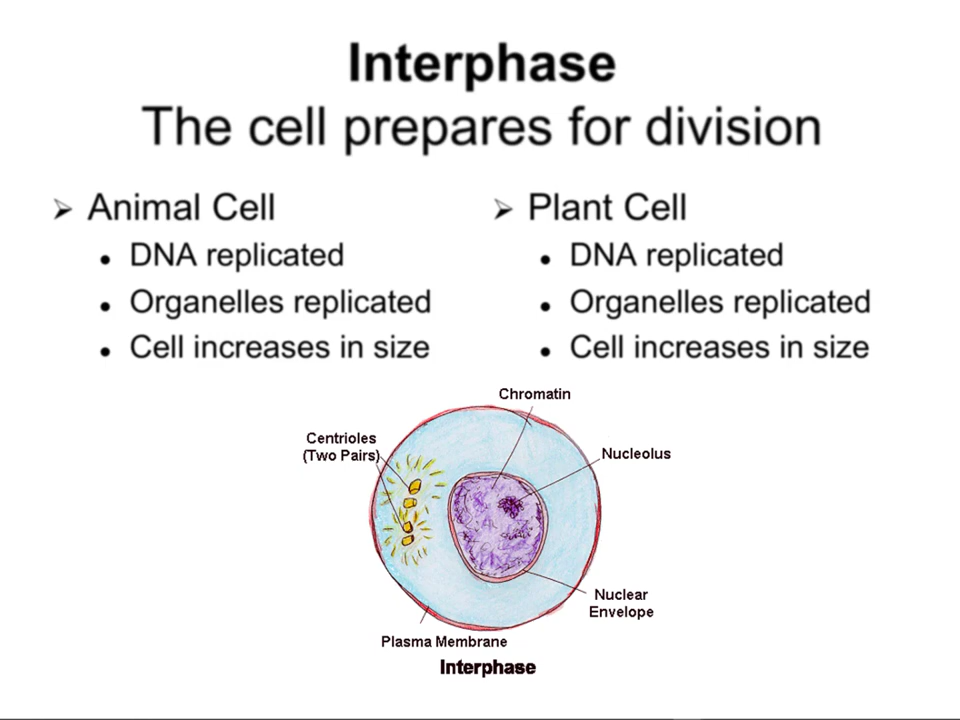 Interphase
The cell prepares for division
Animal Cell
DNA replicated
Organelles replicated
Cell increases in size
Plant Cell
DNA replicated
Organelles replicated
Cell increases in size
Chromatin
Centrioles
(Two Pairs)
Nucleolus
Nuclear
Envelope
Plasma Membrane
Interphase